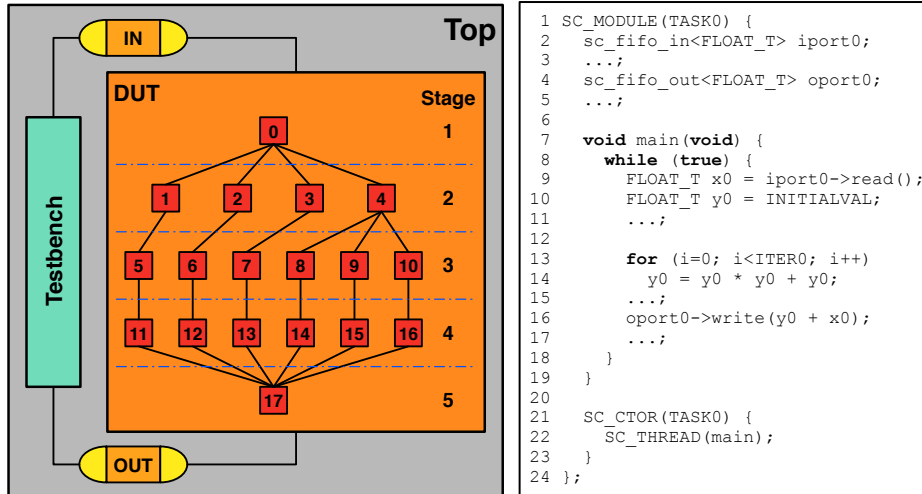 Top
IN
DUT
Stage
0
1
1
2
3
4
2
5
6
7
8
9
10
3
11
12
13
14
15
16
4
17
5
Testbench
OUT
1 SC_MODULE(TASK0) {
2 sc_fifo_in<FLOAT_T> iport0;
3 ...;
4 sc_fifo_out<FLOAT_T> oport0;
5 ...;
6
7 void main(void) {
8 while (true) {
9 FLOAT_T x0 = iport0->read();
10 FLOAT_T y0 = INITIALVAL;
11 ...;
12
13 for (i=0; i<ITER0; i++)
14 y0 = y0 * y0 + y0;
15 ...;
16 oport0->write(y0 + x0);
17 ...;
18 }
19 }
20
21 SC_CTOR(TASK0) {
22 SC_THREAD(main);
23 }
24 };